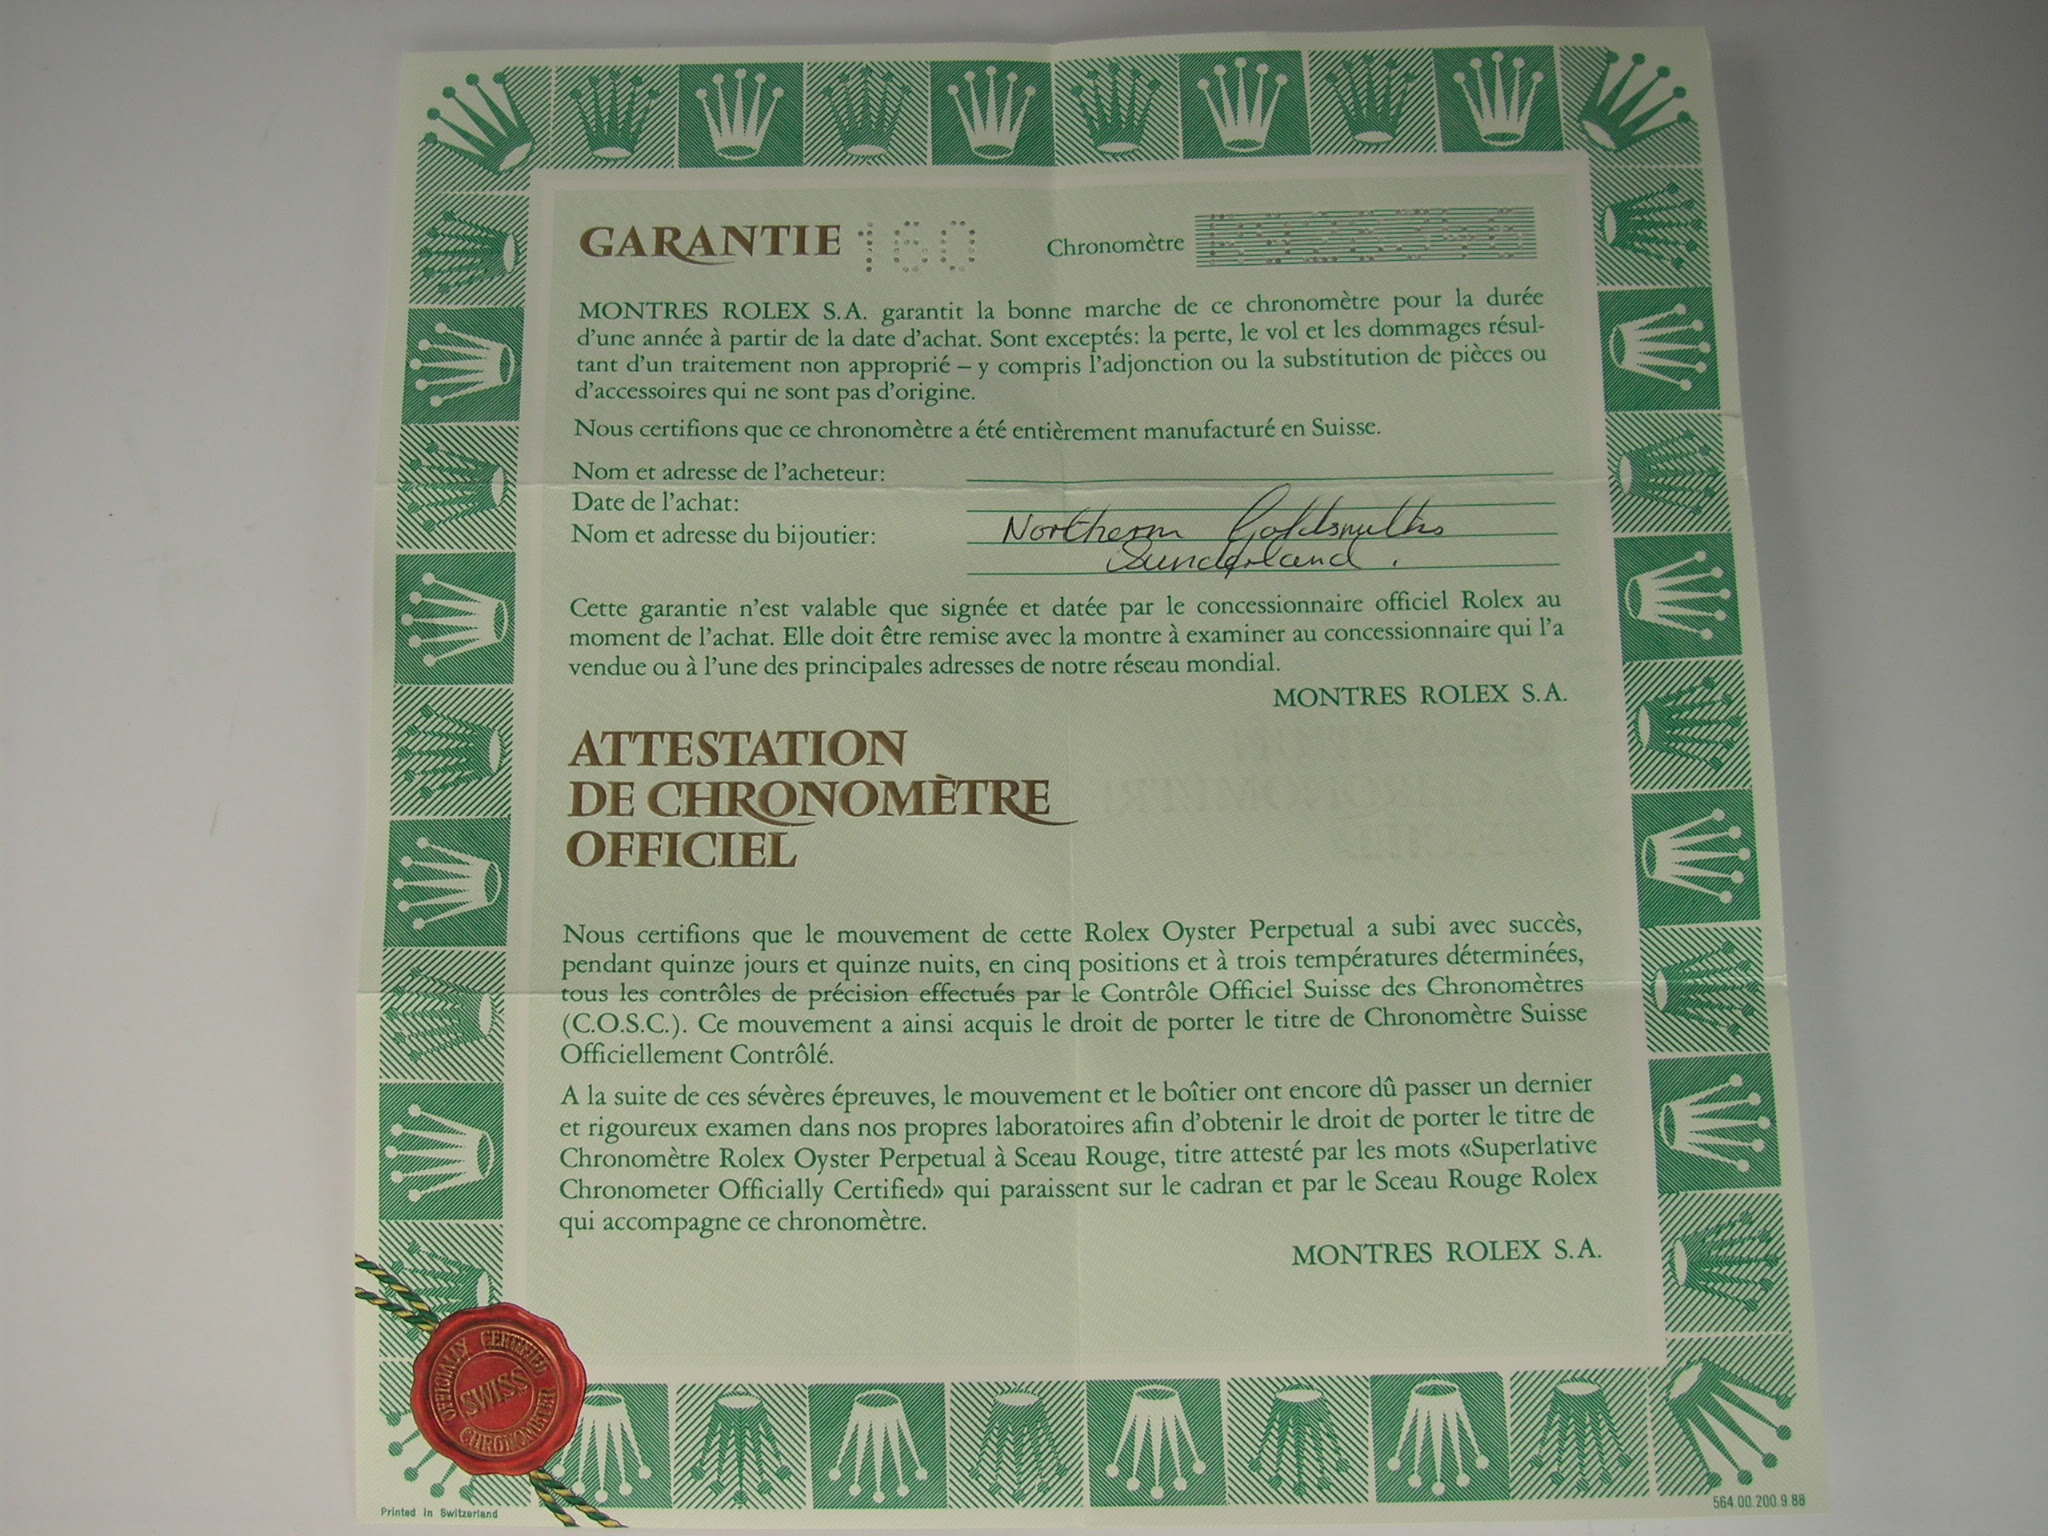 GARANTIE 160 Chronomètre
MONTRES ROLEX S.A. garantit la bonne marche de ce chronomètre pour la durée
d'une année à partir de la date d'achat. Sont exceptés: la perte, le vol et les dommages résul-
tant d'un traitement non approprié – y compris l'adjonction ou la substitution de pièces ou
d'accessoires qui ne sont pas d'origine.
Nous certifions que ce chronomètre a été entièrement manufacturé en Suisse.
Nom et adresse de l'acheteur:
Date de l'achat:
Nom et adresse du bijoutier: Northern Goldsmiths
Sunderland.
Cette garantie n'est valable que signée et datée par le concessionnaire officiel Rolex au
moment de l'achat. Elle doit être remise avec la montre à examiner au concessionnaire qui l'a
vendue ou à l'une des principales adresses de notre réseau mondial.
MONTRES ROLEX S.A.
ATTESTATION
DE CHRONOMÈTRE
OFFICIEL
Nous certifions que le mouvement de cette Rolex Oyster Perpetual a subi avec succès,
pendant quinze jours et quinze nuits, en cinq positions et à trois températures déterminées,
tous les contrôles de précision effectués par le Contrôle Officiel Suisse des Chronomètres
(C.O.S.C.). Ce mouvement a ainsi acquis le droit de porter le titre de Chronomètre Suisse
Officiellement Contrôlé.
A la suite de ces sévères épreuves, le mouvement et le boîtier ont encore dû passer un dernier
et rigoureux examen dans nos propres laboratoires afin d'obtenir le droit de porter le titre de
Chronomètre Rolex Oyster Perpetual à Sceau Rouge, titre attesté par les mots «Superlative
Chronometer Officially Certified» qui paraissent sur le cadran et par le Sceau Rouge Rolex
qui accompagne ce chronomètre.
MONTRES ROLEX S.A.
OFFICIALLY CERTIFIED
SWISS
CHRONOMETER
Printed in Switzerland
564.00.200.9.88